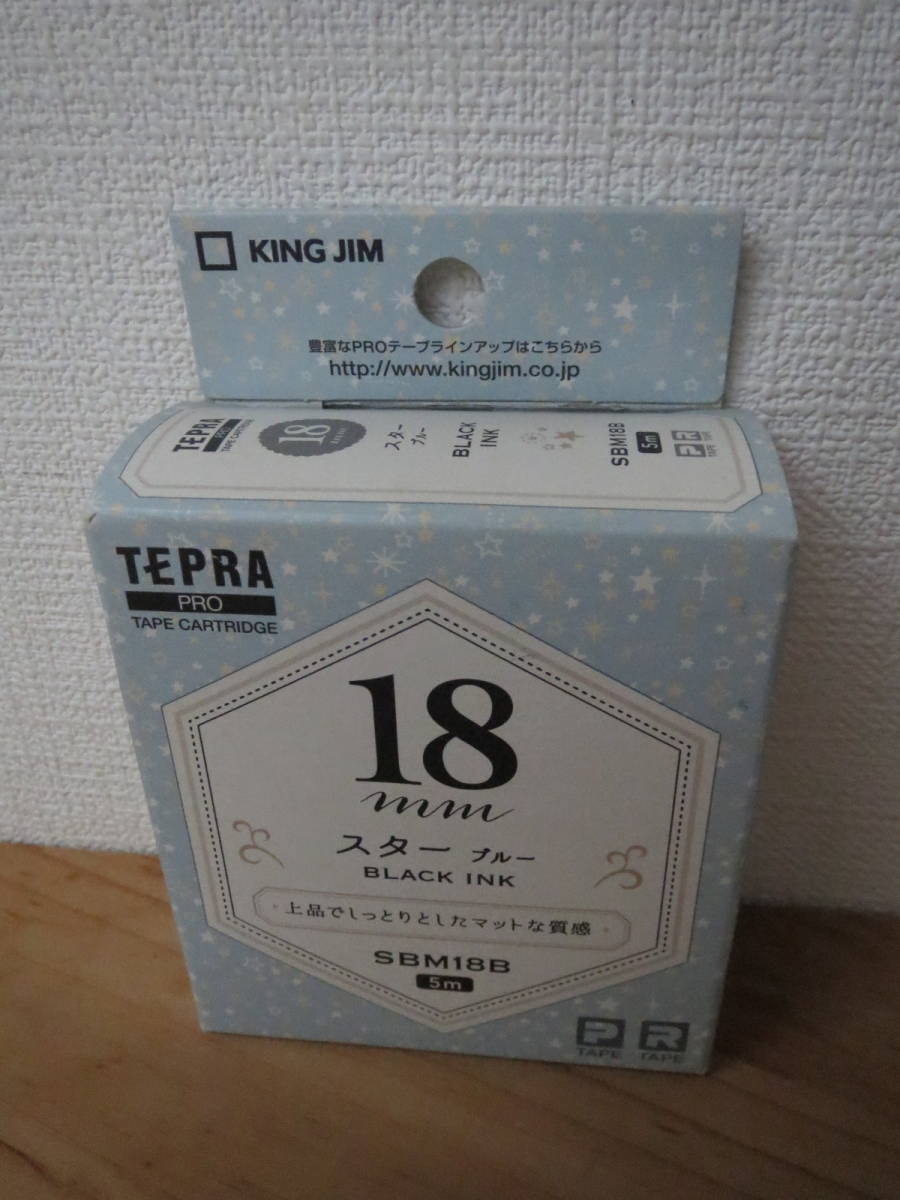 KING JIM
豊富なPROテープラインアップはこちらから
http://www.kingjim.co.jp
TEPRA
PRO
TAPE CARTRIDGE
18
スター
ブルー
BLACK
INK
SBM18B
5m
P R
TAPE TAPE
TEPRA
PRO
TAPE CARTRIDGE
18
mm
スター ブルー
BLACK INK
上品でしっとりとしたマットな質感
SBM18B
5m
P R
TAPE TAPE